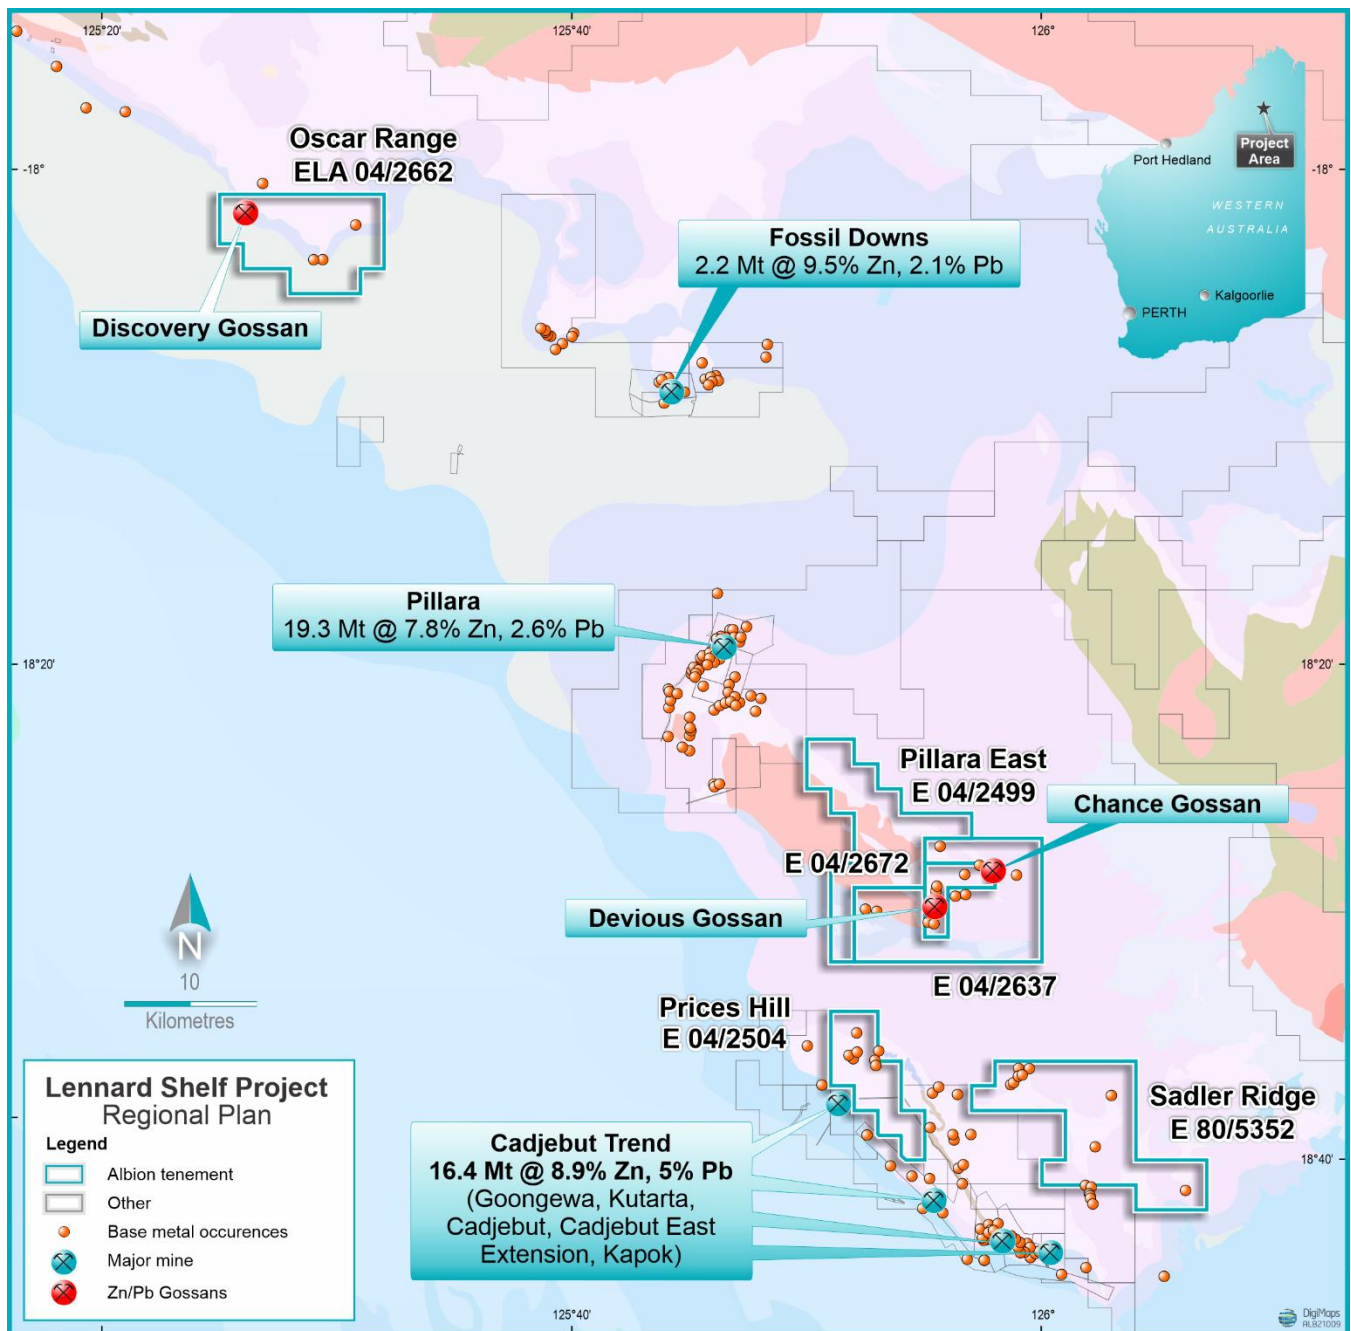 125°20'
125°40'
126°
Oscar Range
ELA 04/2662
Port Hedland
Project
Area
-18°
-18°
WESTERN
AUSTRALIA
Fossil Downs
2.2 Mt @ 9.5% Zn, 2.1% Pb
Kalgoorlie
PERTH
Discovery Gossan
Pillara
19.3 Mt @ 7.8% Zn, 2.6% Pb
18°20'
18°20'
Pillara East
E 04/2499
Chance Gossan
E 04/2672
Devious Gossan
N
10
Kilometres
E 04/2637
Prices Hill
E 04/2504
Lennard Shelf Project
Regional Plan
Legend
Albion tenement
Other
Base metal occurences
Major mine
Zn/Pb Gossans
Sadler Ridge
E 80/5352
Cadjebut Trend
16.4 Mt @ 8.9% Zn, 5% Pb
(Goongewa, Kutarta,
Cadjebut, Cadjebut East
Extension, Kapok)
18°40'
125°40'
126°
DigiMaps
ALB21009